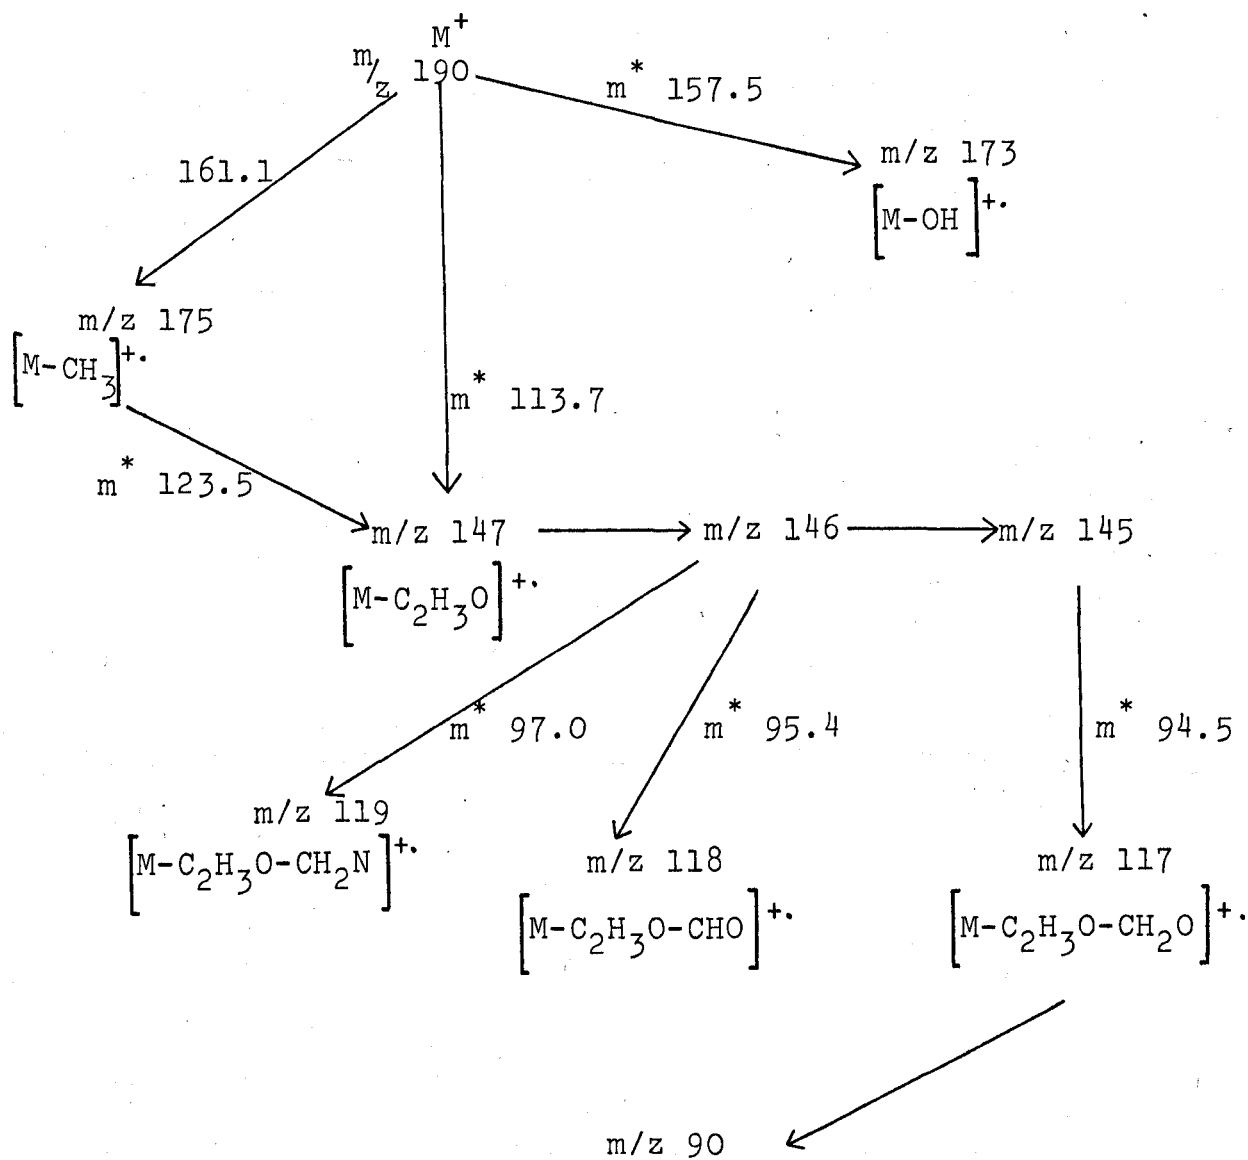 M⁺
m/z 190
m* 157.5
m/z 173
[M-OH]⁺·
161.1
m/z 175
[M-CH₃]⁺·
m* 113.7
m* 123.5
m/z 147
[M-C₂H₃O]⁺·
m/z 146
m/z 145
m* 97.0
m* 95.4
m* 94.5
m/z 119
[M-C₂H₃O-CH₂N]⁺·
m/z 118
[M-C₂H₃O-CHO]⁺·
m/z 117
[M-C₂H₃O-CH₂O]⁺·
m/z 90